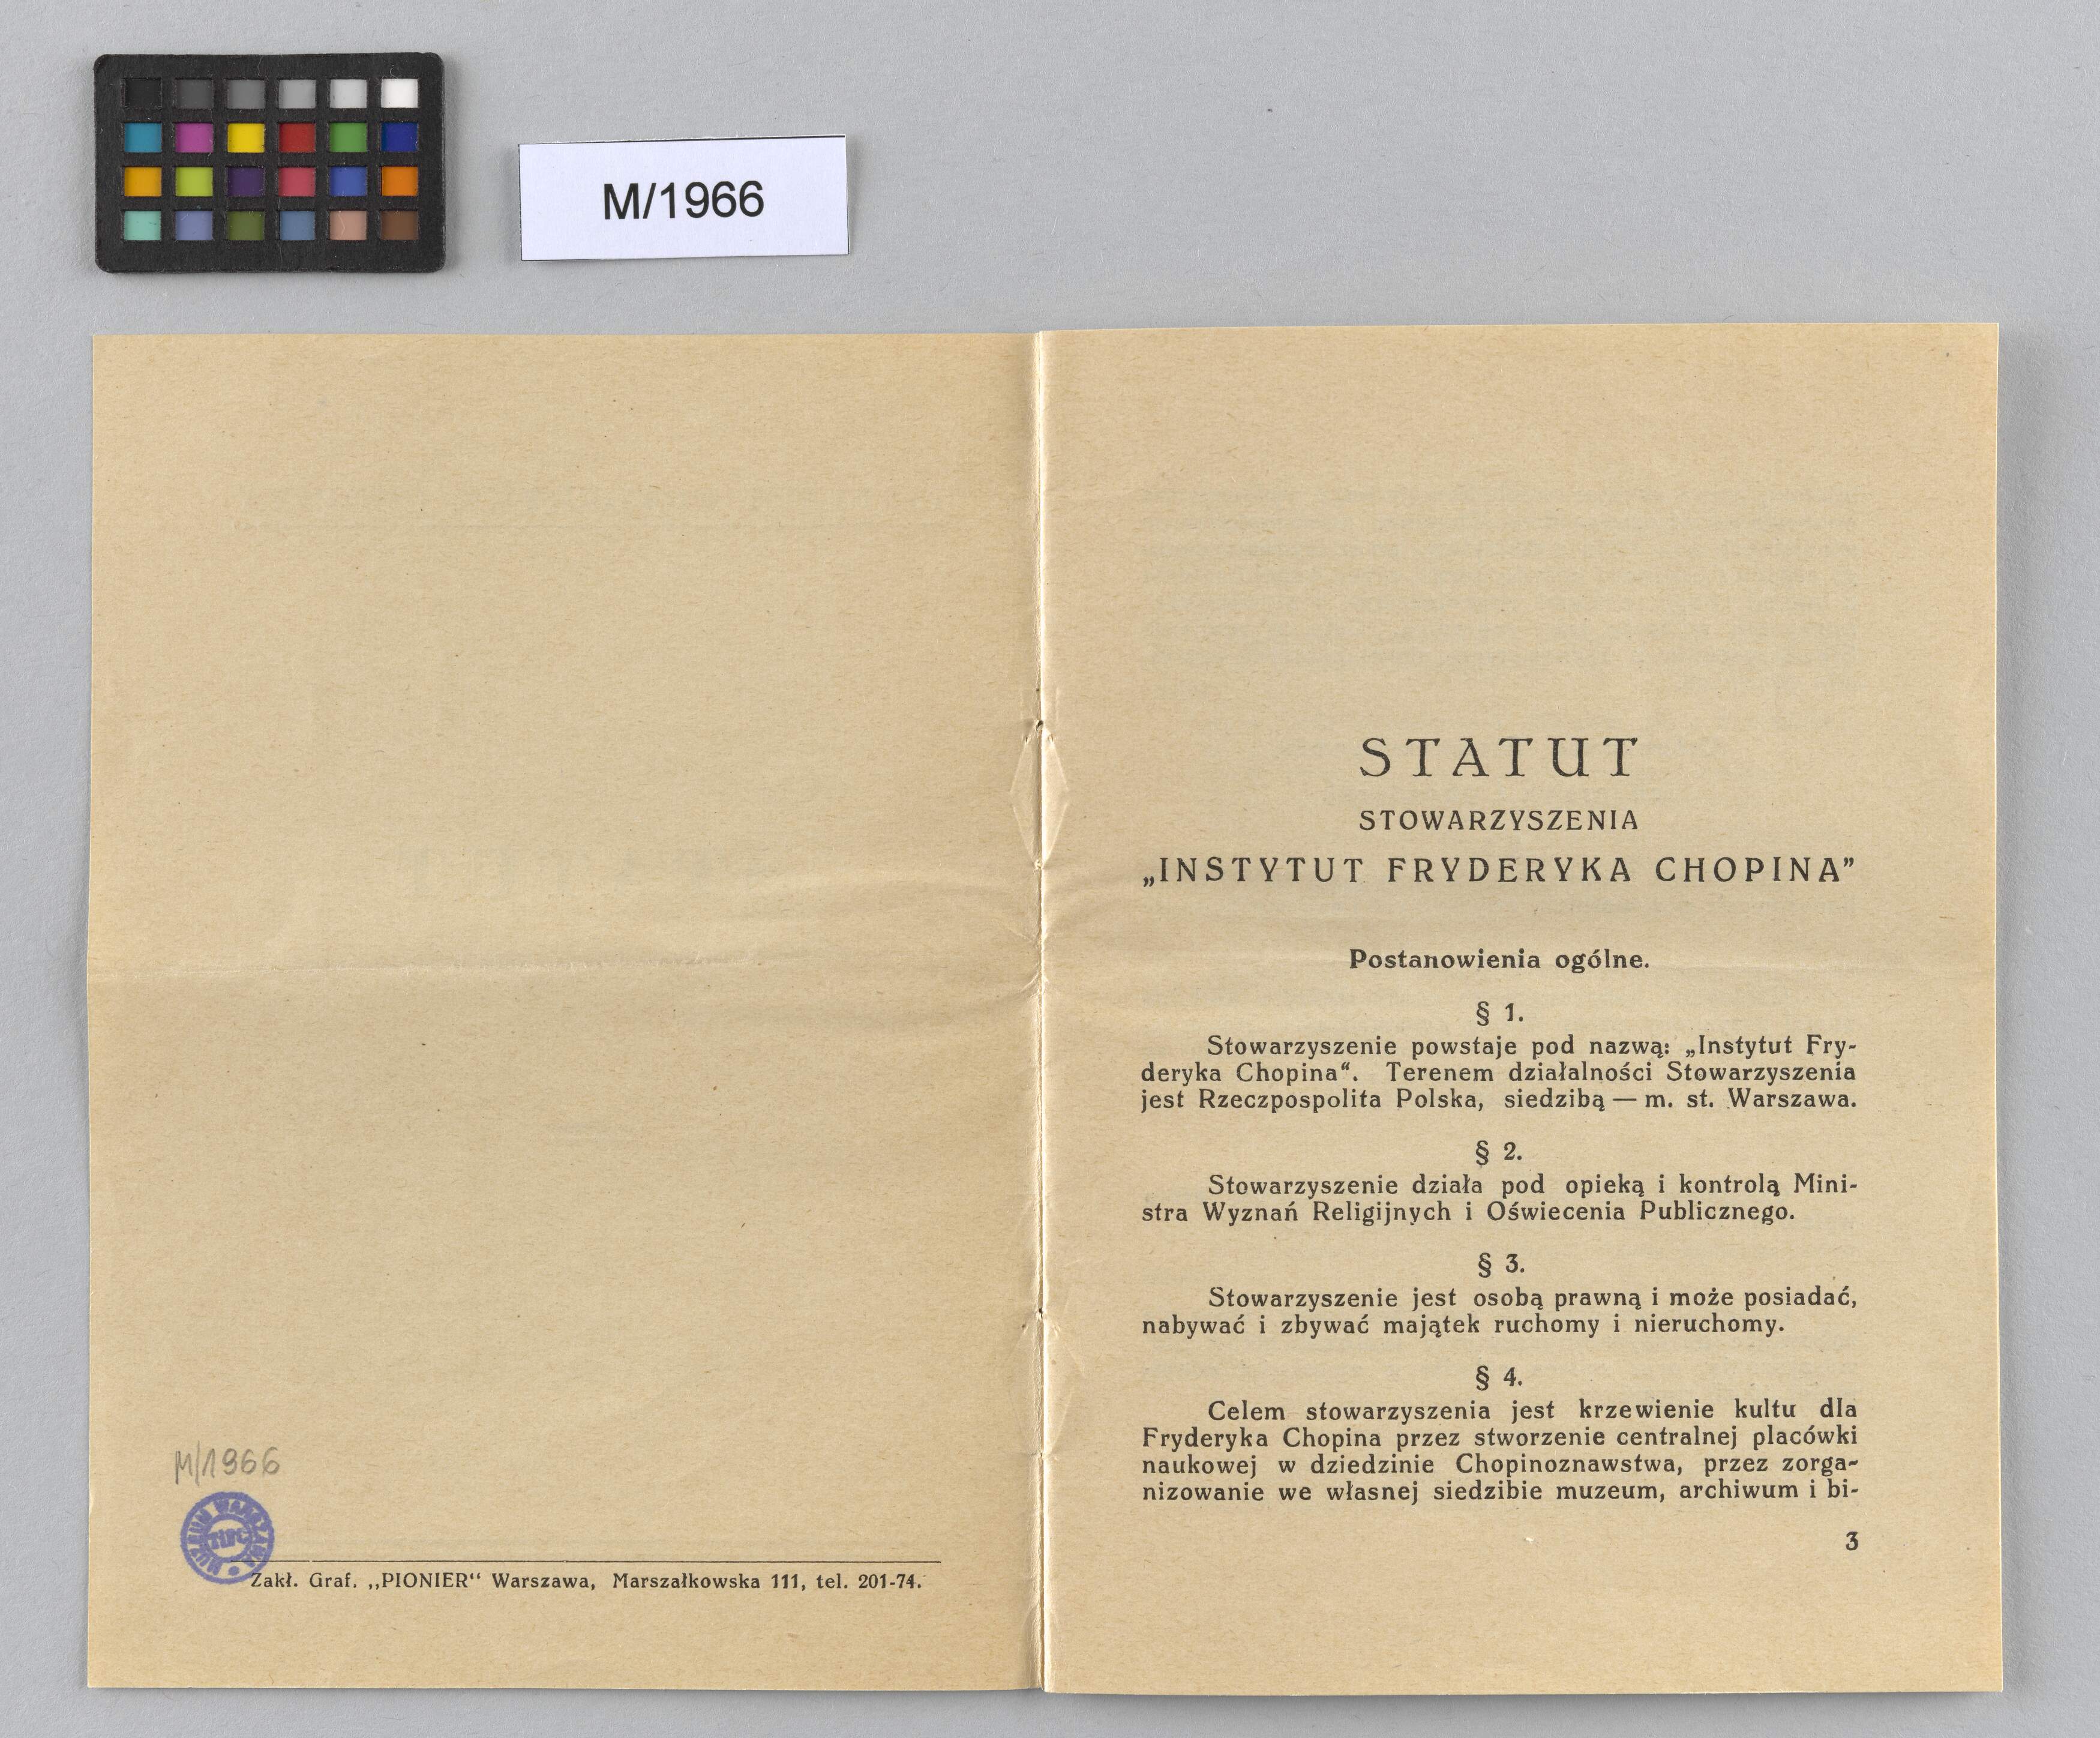 M/1966
M/1966
MUZEUM WARSZAWA
TiFC
Zakł. Graf. ,,PIONIER“ Warszawa, Marszałkowska 111, tel. 201-74.
STATUT
STOWARZYSZENIA
„INSTYTUT FRYDERYKA CHOPINA”
Postanowienia ogólne.
§ 1.
Stowarzyszenie powstaje pod nazwą: „Instytut Fry-
deryka Chopina“. Terenem działalności Stowarzyszenia
jest Rzeczpospolita Polska, siedzibą — m. st. Warszawa.
§ 2.
Stowarzyszenie działa pod opieką i kontrolą Mini-
stra Wyznań Religijnych i Oświecenia Publicznego.
§ 3.
Stowarzyszenie jest osobą prawną i może posiadać,
nabywać i zbywać majątek ruchomy i nieruchomy.
§ 4.
Celem stowarzyszenia jest krzewienie kultu dla
Fryderyka Chopina przez stworzenie centralnej placówki
naukowej w dziedzinie Chopinoznawstwa, przez zorga-
nizowanie we własnej siedzibie muzeum, archiwum i bi-
3